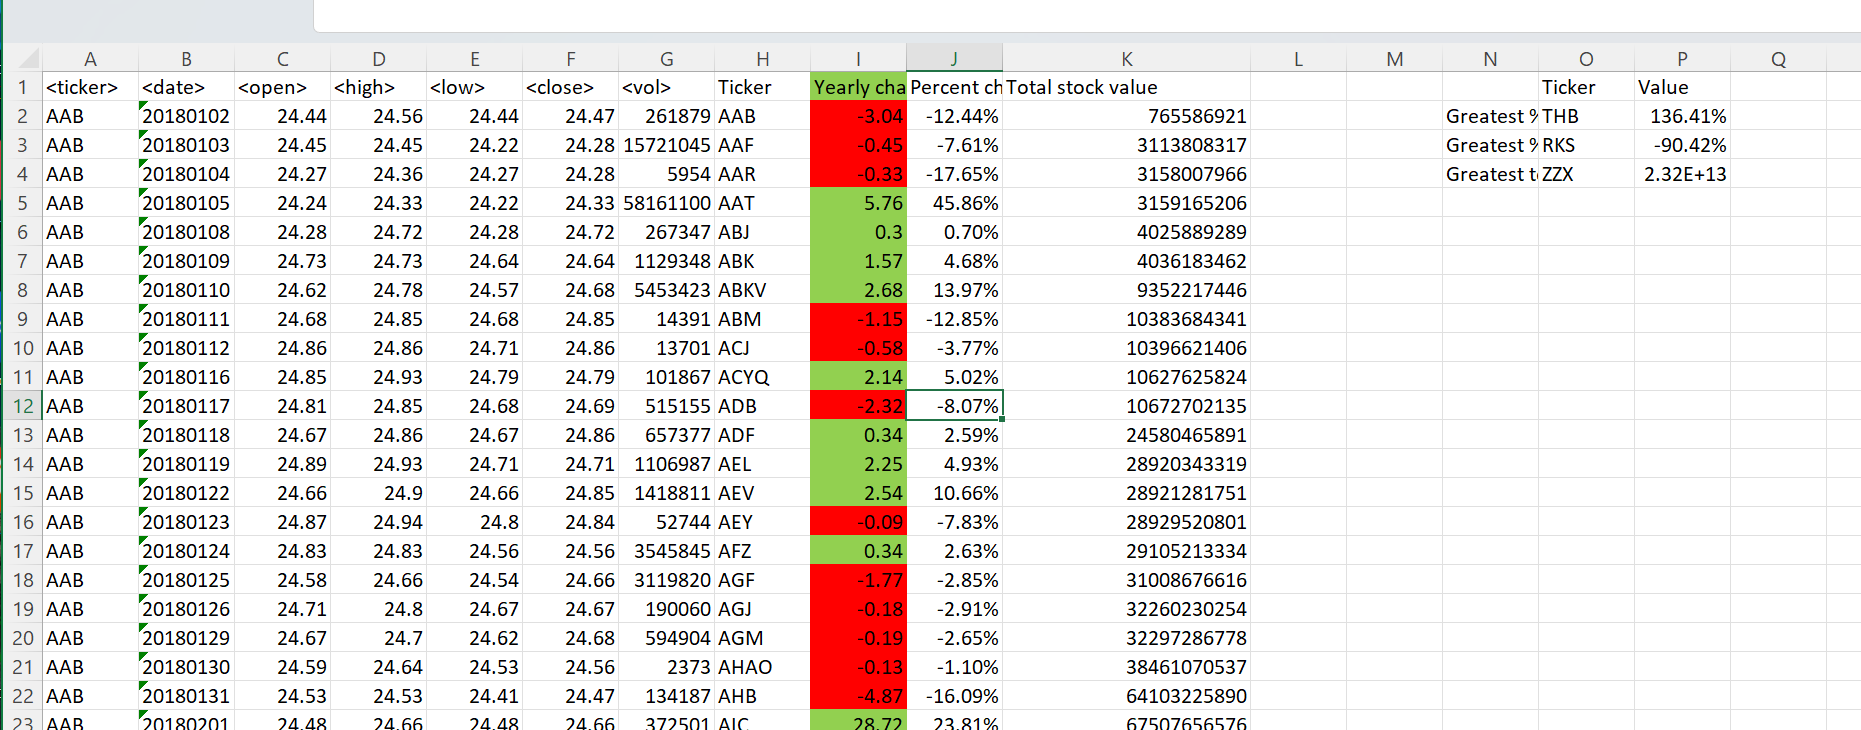 A B C D E F G H I J K L M N O P Q
1 <ticker> <date> <open> <high> <low> <close> <vol> Ticker Yearly cha Percent ch Total stock value Ticker Value
2 AAB 20180102 24.44 24.56 24.44 24.47 261879 AAB -3.04 -12.44% 765586921 Greatest % THB 136.41%
3 AAB 20180103 24.45 24.45 24.22 24.28 15721045 AAF -0.45 -7.61% 3113808317 Greatest % RKS -90.42%
4 AAB 20180104 24.27 24.36 24.27 24.28 5954 AAR -0.33 -17.65% 3158007966 Greatest t ZZX 2.32E+13
5 AAB 20180105 24.24 24.33 24.22 24.33 58161100 AAT 5.76 45.86% 3159165206
6 AAB 20180108 24.28 24.72 24.28 24.72 267347 ABJ 0.3 0.70% 4025889289
7 AAB 20180109 24.73 24.73 24.64 24.64 1129348 ABK 1.57 4.68% 4036183462
8 AAB 20180110 24.62 24.78 24.57 24.68 5453423 ABKV 2.68 13.97% 9352217446
9 AAB 20180111 24.68 24.85 24.68 24.85 14391 ABM -1.15 -12.85% 10383684341
10 AAB 20180112 24.86 24.86 24.71 24.86 13701 ACJ -0.58 -3.77% 10396621406
11 AAB 20180116 24.85 24.93 24.79 24.79 101867 ACYQ 2.14 5.02% 10627625824
12 AAB 20180117 24.81 24.85 24.68 24.69 515155 ADB -2.32 -8.07% 10672702135
13 AAB 20180118 24.67 24.86 24.67 24.86 657377 ADF 0.34 2.59% 24580465891
14 AAB 20180119 24.89 24.93 24.71 24.71 1106987 AEL 2.25 4.93% 28920343319
15 AAB 20180122 24.66 24.9 24.66 24.85 1418811 AEV 2.54 10.66% 28921281751
16 AAB 20180123 24.87 24.94 24.8 24.84 52744 AEY -0.09 -7.83% 28929520801
17 AAB 20180124 24.83 24.83 24.56 24.56 3545845 AFZ 0.34 2.63% 29105213334
18 AAB 20180125 24.58 24.66 24.54 24.66 3119820 AGF -1.77 -2.85% 31008676616
19 AAB 20180126 24.71 24.8 24.67 24.67 190060 AGJ -0.18 -2.91% 32260230254
20 AAB 20180129 24.67 24.7 24.62 24.68 594904 AGM -0.19 -2.65% 32297286778
21 AAB 20180130 24.59 24.64 24.53 24.56 2373 AHAO -0.13 -1.10% 38461070537
22 AAB 20180131 24.53 24.53 24.41 24.47 134187 AHB -4.87 -16.09% 64103225890
23 AAB 20180201 24.48 24.66 24.48 24.66 372501 AIC 28.72 23.81% 67507656576